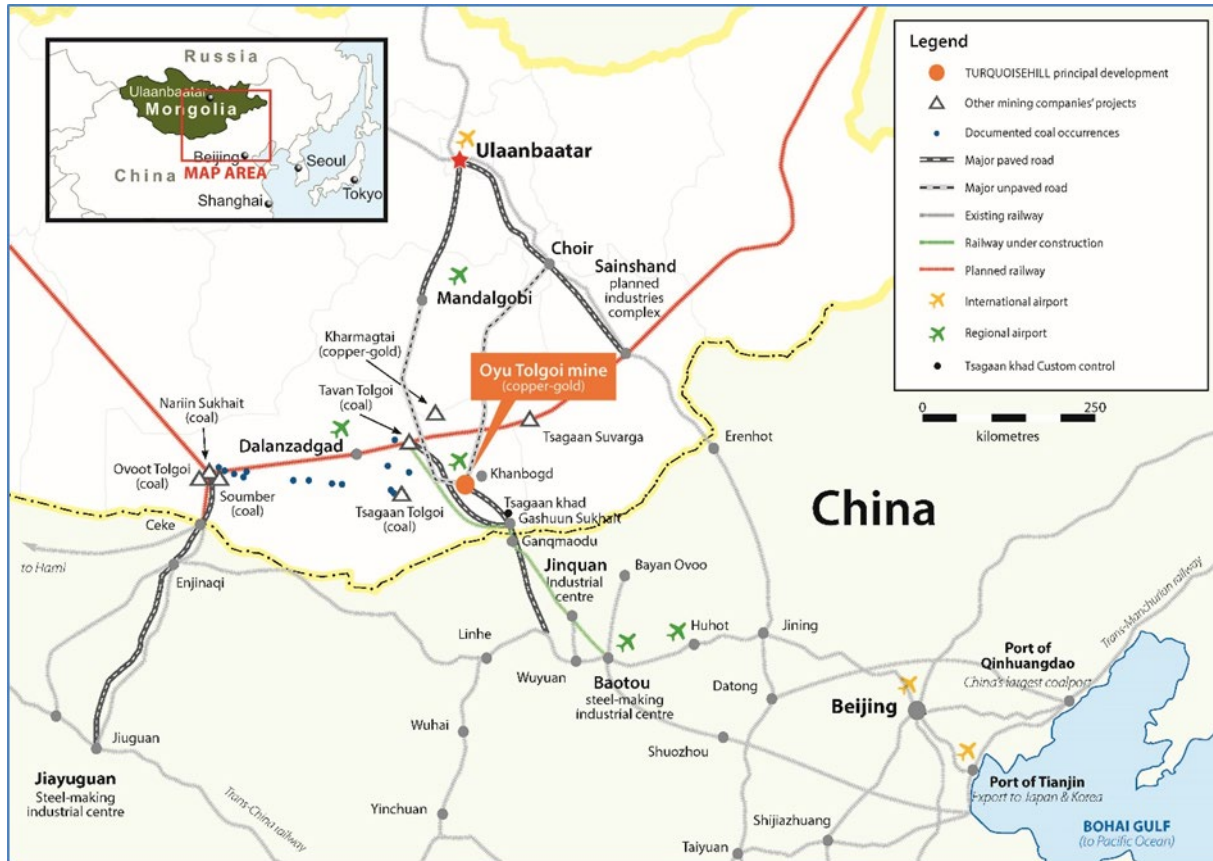 Russia
Ulaanbaatar
Mongolia
Beijing
Seoul
China
MAP AREA
Tokyo
Shanghai
Legend
TURQUOISEHILL principal development
Other mining companies' projects
Documented coal occurrences
Major paved road
Major unpaved road
Existing railway
Railway under construction
Planned railway
International airport
Regional airport
Tsagaan khad Custom control
0 250
kilometres
Ulaanbaatar
Choir
Sainshand
planned
industries
complex
Mandalgobi
Kharmagtai
(copper-gold)
Oyu Tolgoi mine
(copper-gold)
Tavan Tolgoi
(coal)
Nariin Sukhait
(coal)
Dalanzadgad
Tsagaan Suvarga
Erenhot
Ovoot Tolgoi
(coal)
Soumber
(coal)
Khanbogd
Tsagaan Tolgoi
(coal)
Tsagaan khad
Gashuun Sukhait
Ceke
Ganqmaodu
China
to Hami
Enjinaqi
Jinquan
Industrial
centre
Bayan Ovoo
Linhe
Huhot
Jining
Trans-Manchurian railway
Wuyuan
Baotou
steel-making
industrial centre
Datong
Port of
Qinhuangdao
China's largest coalport
Beijing
Wuhai
Shuozhou
Jiuguan
Jiayuguan
Steel-making
industrial centre
Trans-China railway
Port of Tianjin
Export to Japan & Korea
Yinchuan
Shijiazhuang
Taiyuan
BOHAI GULF
(to Pacific Ocean)